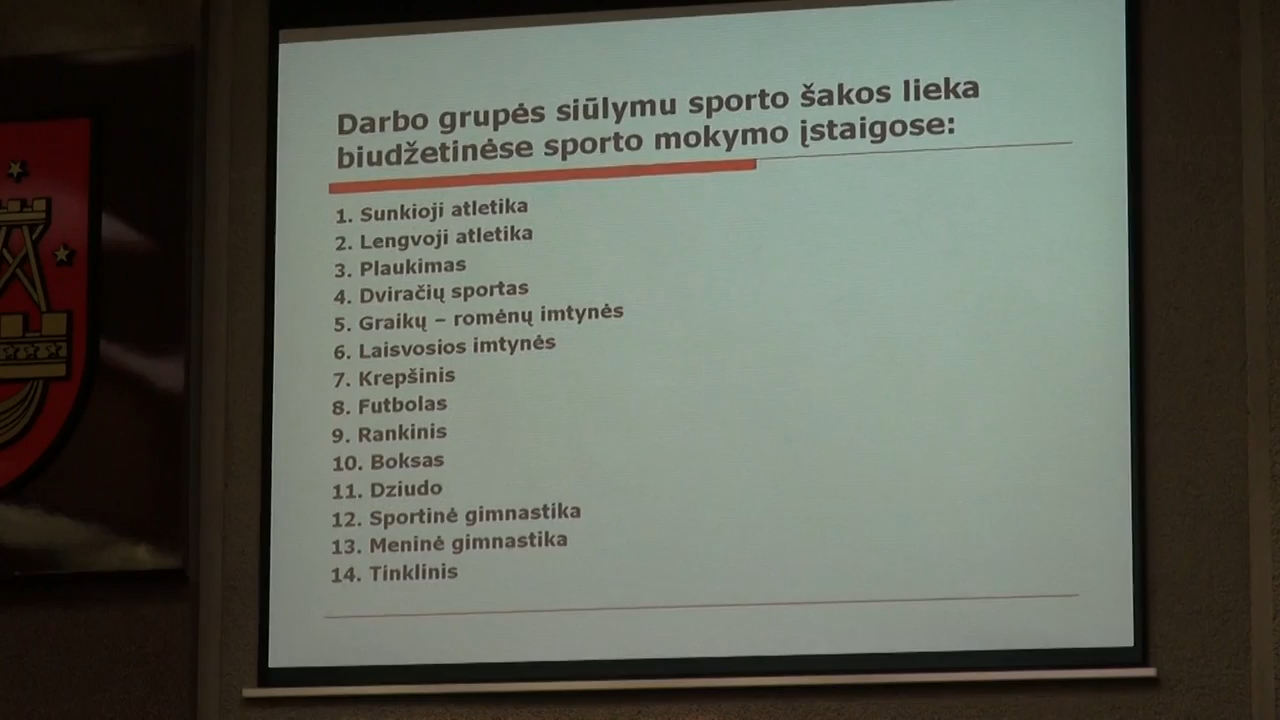 Darbo grupės siūlymu sporto šakos lieka
biudžetinėse sporto mokymo įstaigose:
1. Sunkioji atletika
2. Lengvoji atletika
3. Plaukimas
4. Dviračių sportas
5. Graikų – romėnų imtynės
6. Laisvosios imtynės
7. Krepšinis
8. Futbolas
9. Rankinis
10. Boksas
11. Dziudo
12. Sportinė gimnastika
13. Meninė gimnastika
14. Tinklinis